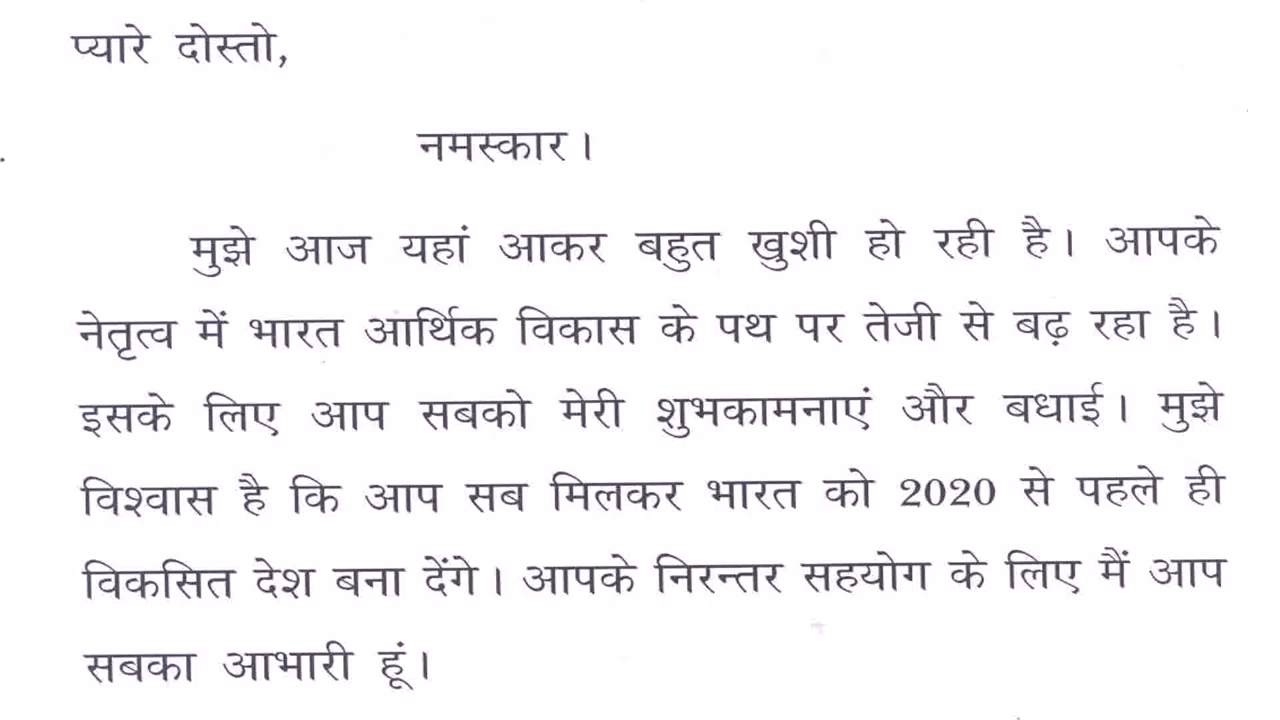 प्यारे दोस्तो,
नमस्कार।
मुझे आज यहां आकर बहुत खुशी हो रही है। आपके
नेतृत्व में भारत आर्थिक विकास के पथ पर तेजी से बढ़ रहा है।
इसके लिए आप सबको मेरी शुभकामनाएं और बधाई। मुझे
विश्वास है कि आप सब मिलकर भारत को 2020 से पहले ही
विकसित देश बना देंगे। आपके निरन्तर सहयोग के लिए मैं आप
सबका आभारी हूं।